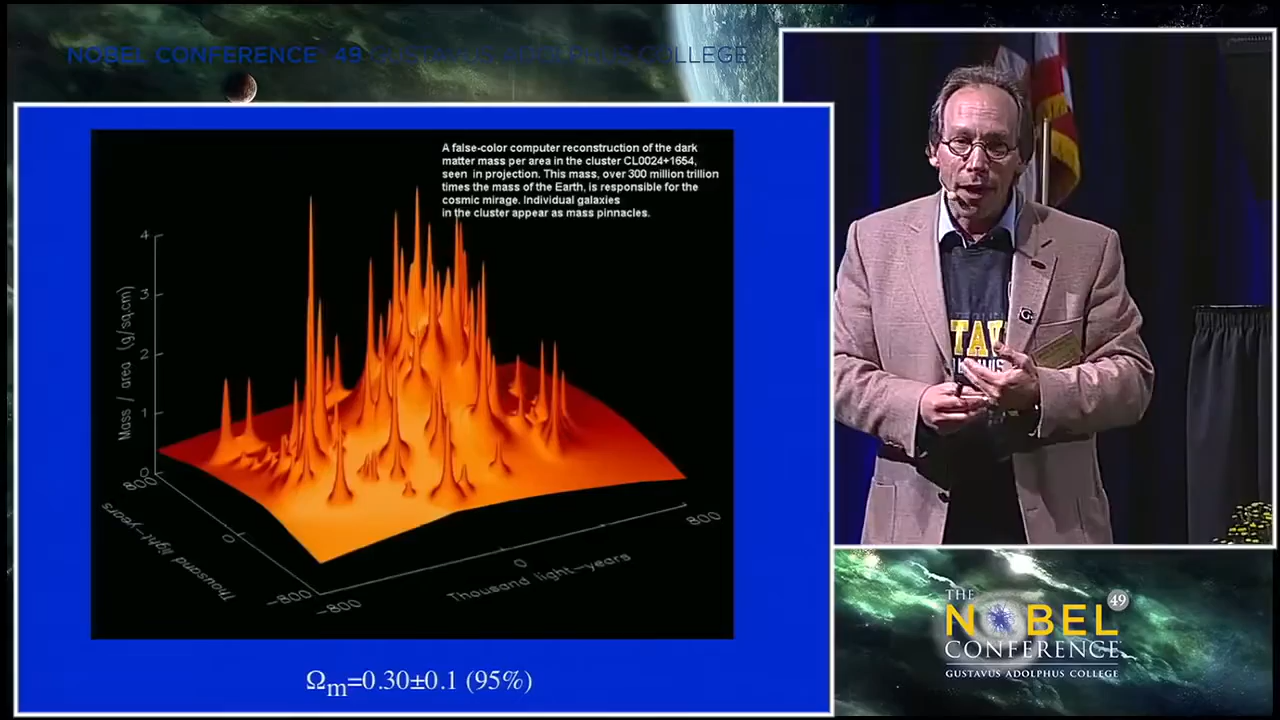 NOBEL CONFERENCE 49 GUSTAVUS ADOLPHUS COLLEGE
A false-color computer reconstruction of the dark
matter mass per area in the cluster CL0024+1654,
seen in projection. This mass, over 300 million trillion
times the mass of the Earth, is responsible for the
cosmic mirage. Individual galaxies
in the cluster appear as mass pinnacles.
4
3
2
1
0
Mass / area (g/sq.cm)
800
0
-800
Thousand light-years
-800
0
800
Thousand light-years
Ωm=0.30±0.1 (95%)
TAV
G
THE
NOBEL 49
CONFERENCE
GUSTAVUS ADOLPHUS COLLEGE